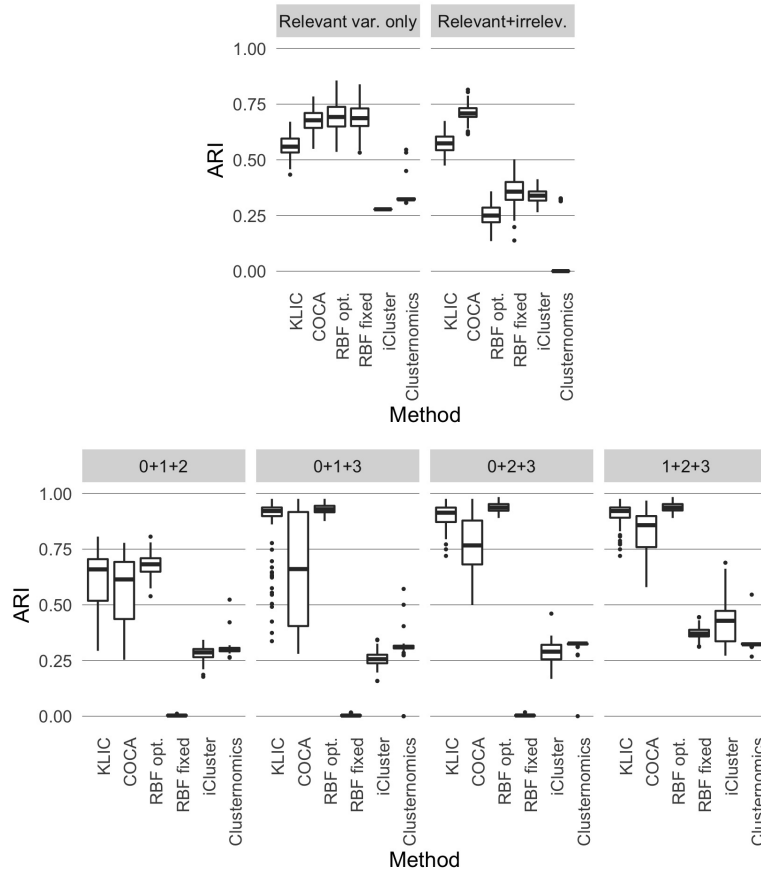 Relevant var. only
Relevant+irrelev.
1.00
0.75
0.50
0.25
0.00
ARI
KLIC
COCA
RBF opt.
RBF fixed
iCluster
Clusternomics
KLIC
COCA
RBF opt.
RBF fixed
iCluster
Clusternomics
Method
0+1+2
0+1+3
0+2+3
1+2+3
1.00
0.75
0.50
0.25
0.00
ARI
KLIC
COCA
RBF opt.
RBF fixed
iCluster
Clusternomics
KLIC
COCA
RBF opt.
RBF fixed
iCluster
Clusternomics
KLIC
COCA
RBF opt.
RBF fixed
iCluster
Clusternomics
KLIC
COCA
RBF opt.
RBF fixed
iCluster
Clusternomics
Method